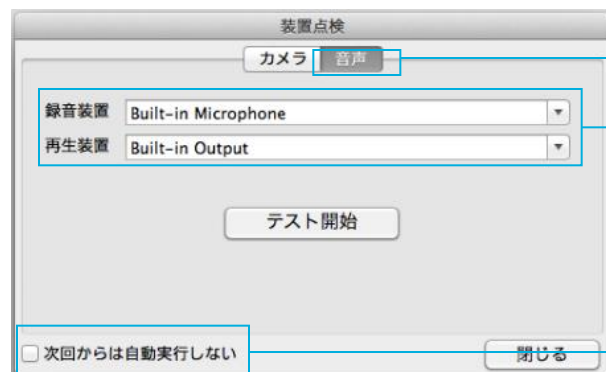 装置点検
カメラ 音声
録音装置 Built-in Microphone
再生装置 Built-in Output
テスト開始
次回からは自動実行しない 閉じる